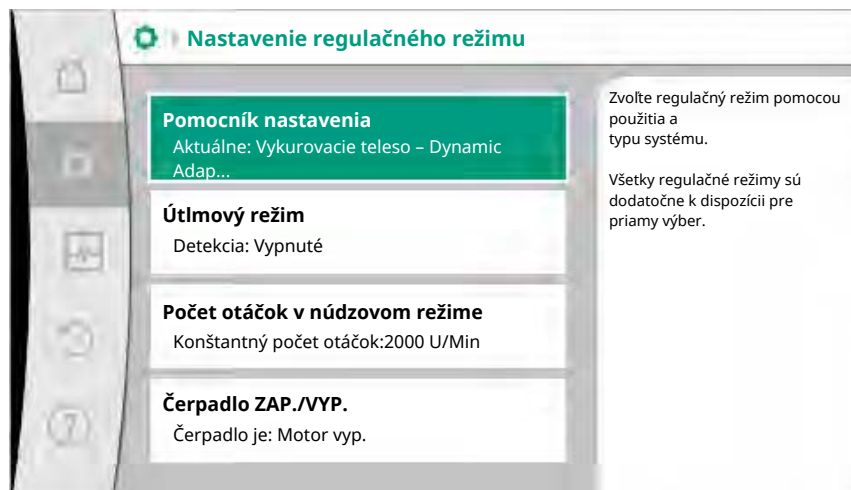 Nastavenie regulačného režimu
Pomocník nastavenia
Aktuálne: Vykurovacie teleso – Dynamic
Adap...
Útlmový režim
Detekcia: Vypnuté
Počet otáčok v núdzovom režime
Konštantný počet otáčok:2000 U/Min
Čerpadlo ZAP./VYP.
Čerpadlo je: Motor vyp.
Zvoľte regulačný režim pomocou
použitia a
typu systému.
Všetky regulačné režimy sú
dodatočne k dispozícii pre
priamy výber.